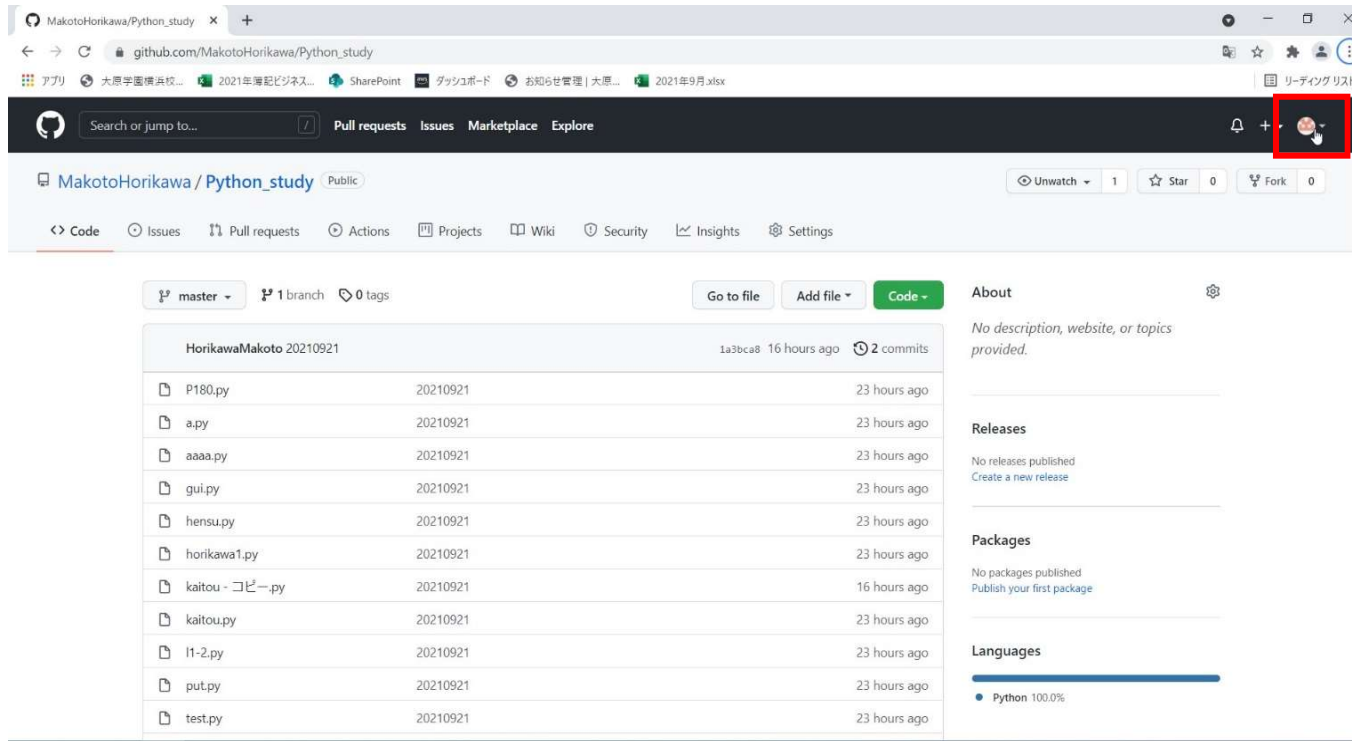 MakotoHorikawa/Python_study
github.com/MakotoHorikawa/Python_study
アプリ 大原学園横浜校... 2021年簿記ビジネス... SharePoint ダッシュボード お知らせ管理 | 大原... 2021年9月.xlsx リーディング リスト
Search or jump to... / Pull requests Issues Marketplace Explore
MakotoHorikawa / Python_study Public Unwatch 1 Star 0 Fork 0
<> Code Issues Pull requests Actions Projects Wiki Security Insights Settings
master 1 branch 0 tags Go to file Add file Code
HorikawaMakoto 20210921 1a3bca8 16 hours ago 2 commits
P180.py 20210921 23 hours ago
a.py 20210921 23 hours ago
aaaa.py 20210921 23 hours ago
gui.py 20210921 23 hours ago
hensu.py 20210921 23 hours ago
horikawa1.py 20210921 23 hours ago
kaitou - コピー.py 20210921 16 hours ago
kaitou.py 20210921 23 hours ago
l1-2.py 20210921 23 hours ago
put.py 20210921 23 hours ago
test.py 20210921 23 hours ago
About
No description, website, or topics
provided.
Releases
No releases published
Create a new release
Packages
No packages published
Publish your first package
Languages
Python 100.0%